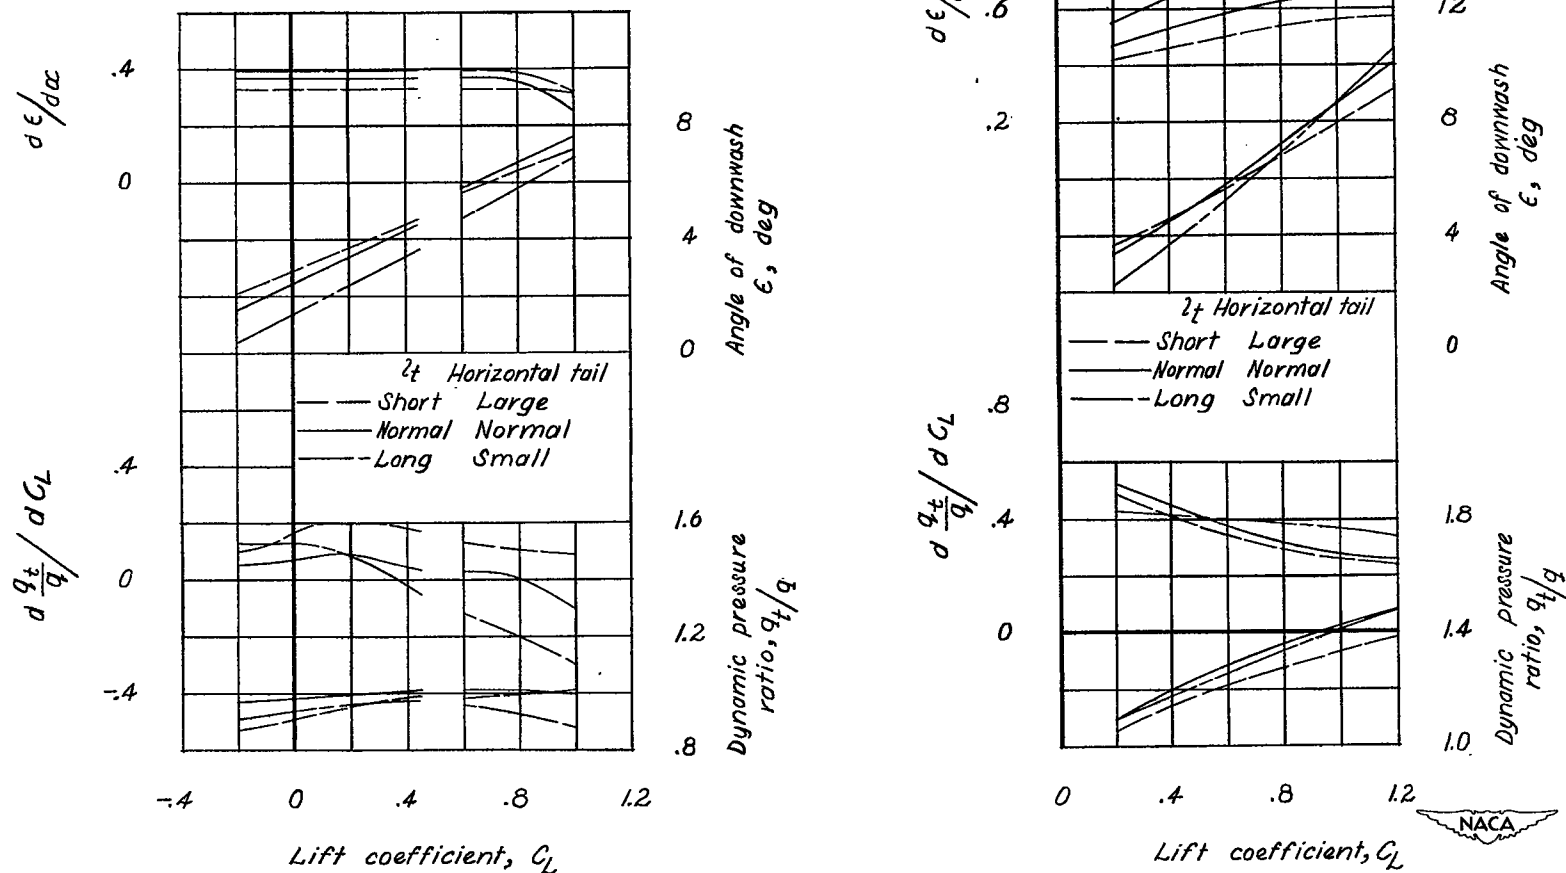 dϵ/dα
.4
0
8
4
0
Angle of downwash
ϵ, deg
lt Horizontal tail
Short Large
Normal Normal
Long Small
d qt/q / dCL
.4
0
-.4
1.6
1.2
.8
Dynamic pressure
ratio, qt/q
-.4 0 .4 .8 1.2
Lift coefficient, CL
dϵ/
.6
.2
12
8
4
0
Angle of downwash
ϵ, deg
lt Horizontal tail
Short Large
Normal Normal
Long Small
d qt/q / dCL
.8
.4
0
1.8
1.4
1.0
Dynamic pressure
ratio, qt/q
0 .4 .8 1.2
Lift coefficient, CL
NACA